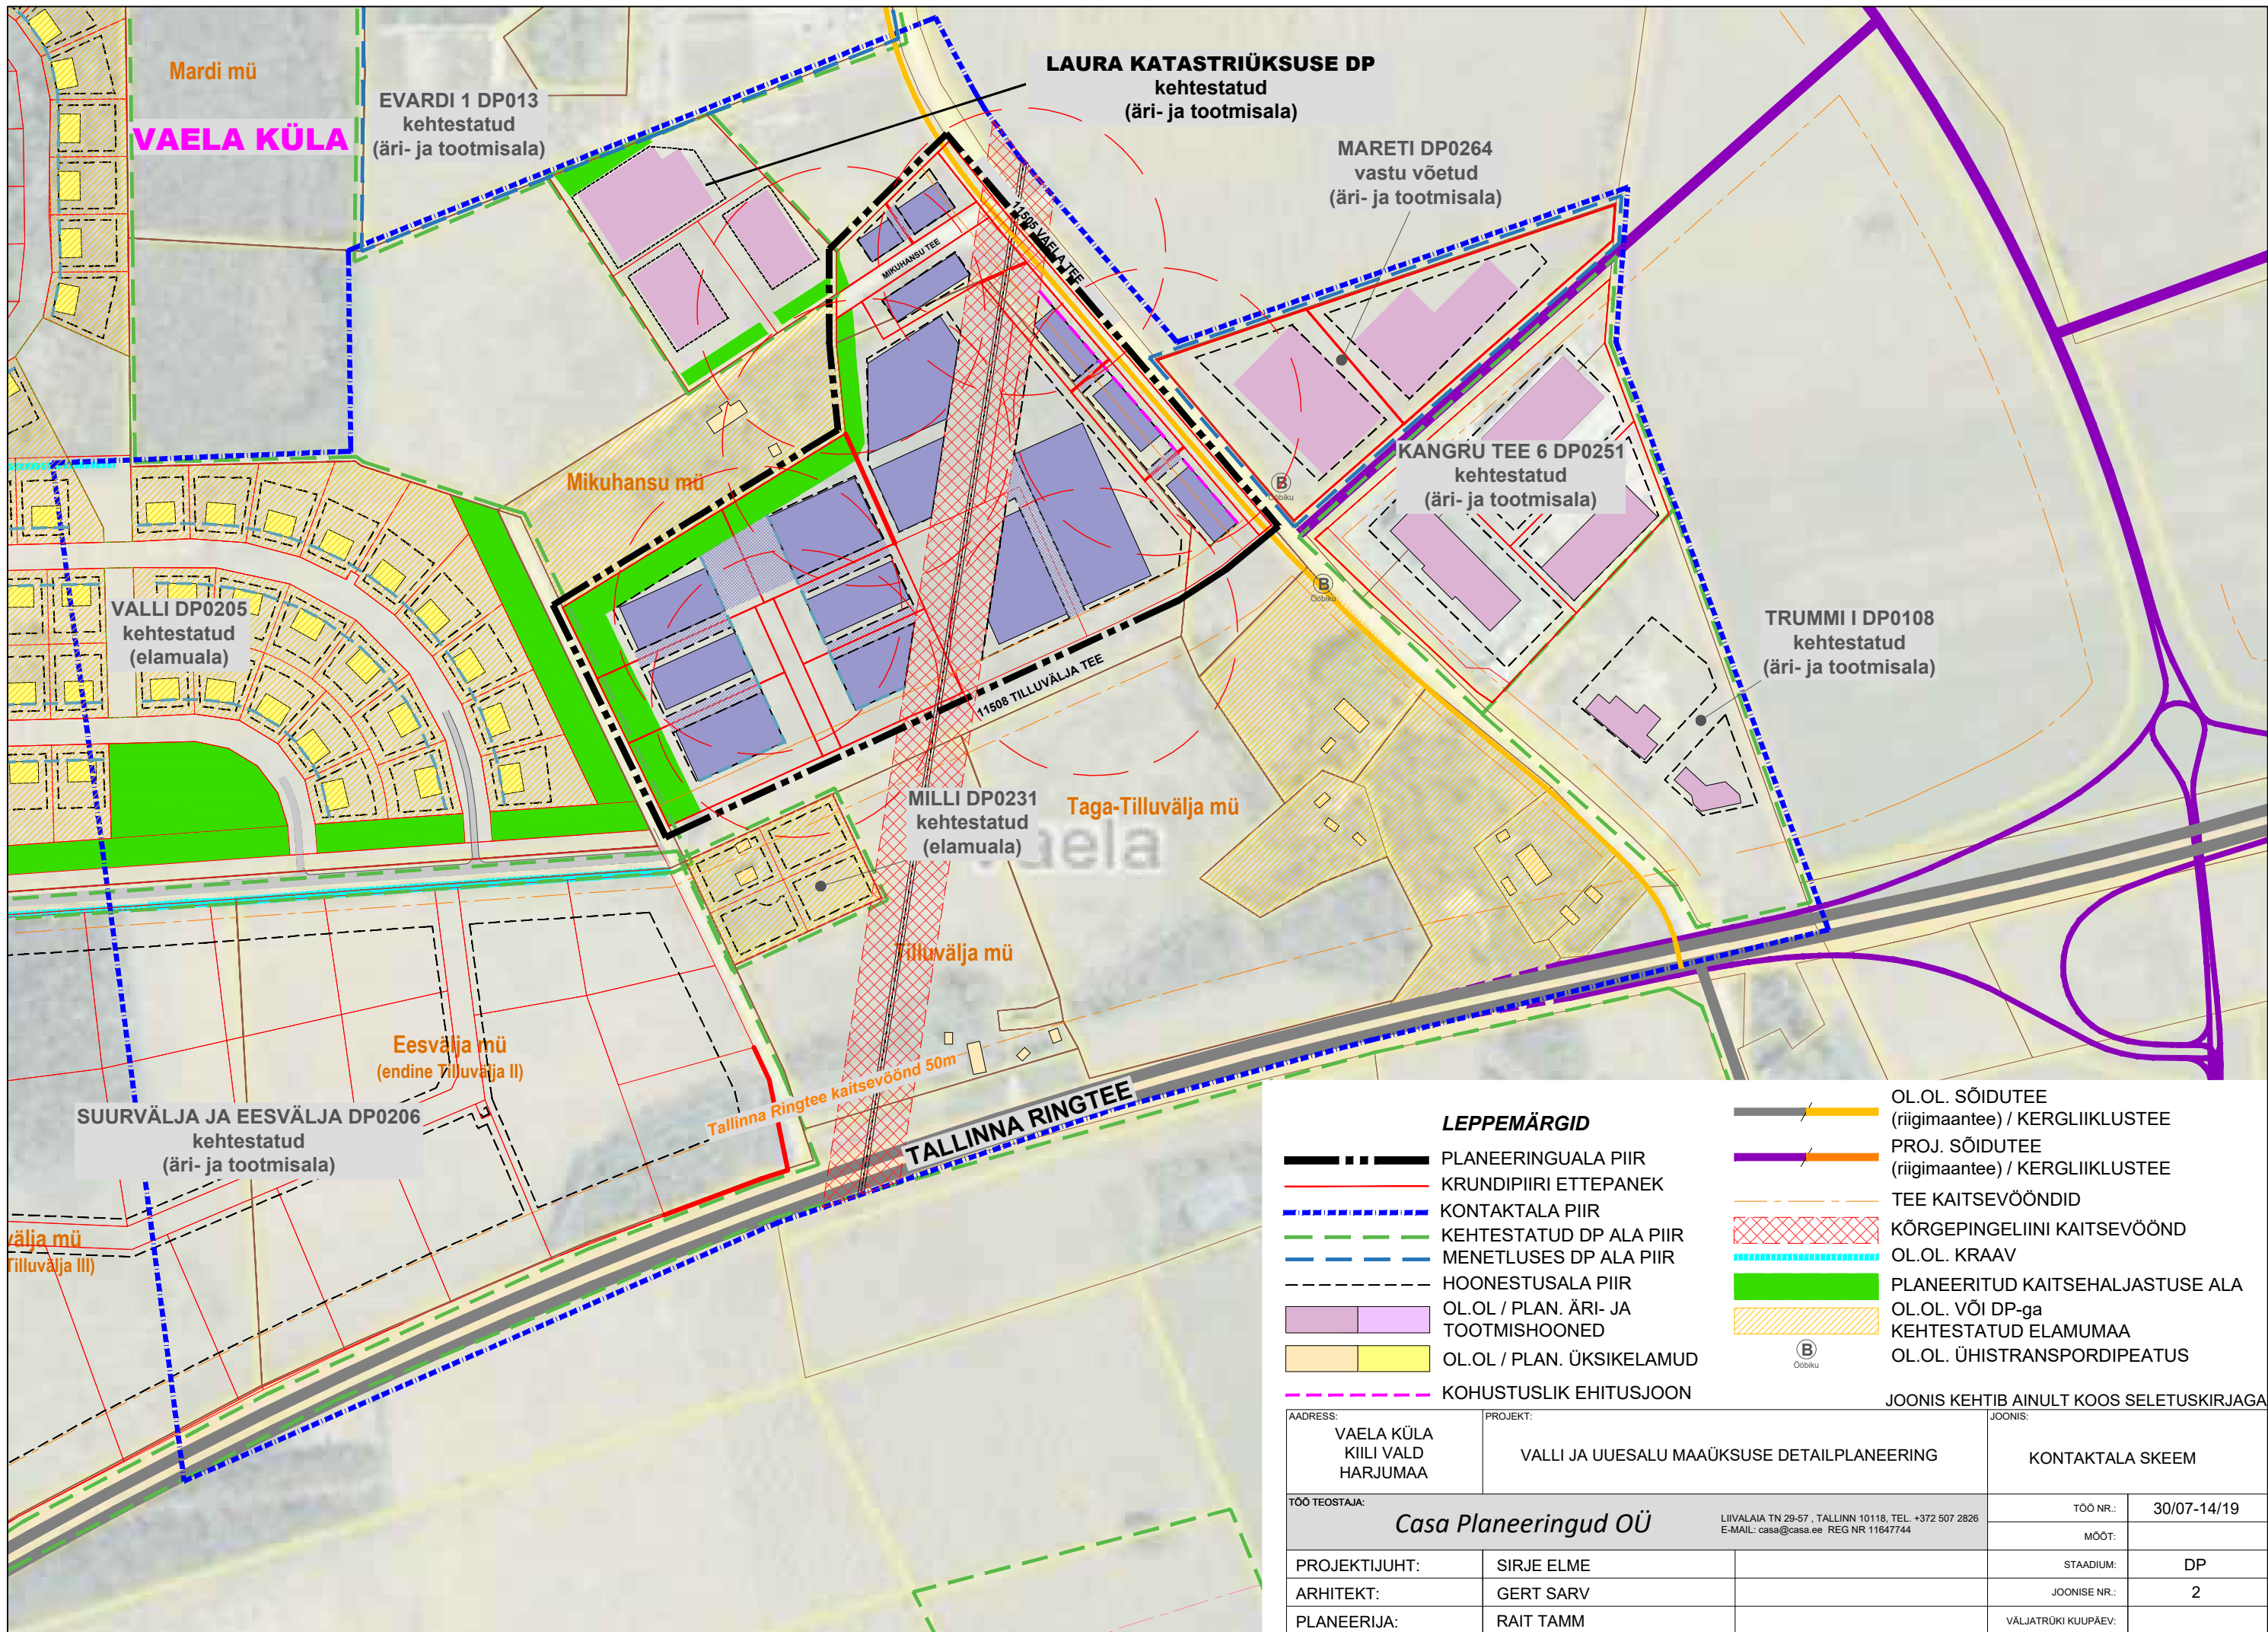 Mardi mü
VAELA KÜLA
EVARDI 1 DP013
kehtestatud
(äri- ja tootmisala)
LAURA KATASTRIÜKSUSE DP
kehtestatud
(äri- ja tootmisala)
MARETI DP0264
vastu võetud
(äri- ja tootmisala)
11505 VAELA TEE
MIKUHANSU TEE
Mikuhansu mü
KANGRU TEE 6 DP0251
kehtestatud
(äri- ja tootmisala)
B
Ööbiku
B
Ööbiku
VALLI DP0205
kehtestatud
(elamuala)
TRUMMI I DP0108
kehtestatud
(äri- ja tootmisala)
11508 TILLUVÄLJA TEE
MILLI DP0231
kehtestatud
(elamuala)
Taga-Tilluvälja mü
Vaela
Tilluvälja mü
Eesvälja mü
(endine Tilluvälja II)
Tallinna Ringtee kaitsevöönd 50m
TALLINNA RINGTEE
SUURVÄLJA JA EESVÄLJA DP0206
kehtestatud
(äri- ja tootmisala)
välja mü
Tilluvälja III)
LEPPEMÄRGID
PLANEERINGUALA PIIR
KRUNDIPIIRI ETTEPANEK
KONTAKTALA PIIR
KEHTESTATUD DP ALA PIIR
MENETLUSES DP ALA PIIR
HOONESTUSALA PIIR
OL.OL / PLAN. ÄRI- JA
TOOTMISHOONED
OL.OL / PLAN. ÜKSIKELAMUD
KOHUSTUSLIK EHITUSJOON
OL.OL. SÕIDUTEE
(riigimaantee) / KERGLIIKLUSTEE
PROJ. SÕIDUTEE
(riigimaantee) / KERGLIIKLUSTEE
TEE KAITSEVÖÖNDID
KÕRGEPINGELIINI KAITSEVÖÖND
OL.OL. KRAAV
PLANEERITUD KAITSEHALJASTUSE ALA
OL.OL. VÕI DP-ga
KEHTESTATUD ELAMUMAA
B
Ööbiku
OL.OL. ÜHISTRANSPORDIPEATUS
JOONIS KEHTIB AINULT KOOS SELETUSKIRJAGA
AADRESS:
VAELA KÜLA
KIILI VALD
HARJUMAA
PROJEKT:
VALLI JA UUESALU MAAÜKSUSE DETAILPLANEERING
JOONIS:
KONTAKTALA SKEEM
TÖÖ TEOSTAJA:
Casa Planeeringud OÜ
LIIVALAIA TN 29-57 , TALLINN 10118, TEL. +372 507 2826
E-MAIL: casa@casa.ee REG NR 11647744
TÖÖ NR.: 30/07-14/19
MÕÕT:
PROJEKTIJUHT: SIRJE ELME
STAADIUM: DP
ARHITEKT: GERT SARV
JOONISE NR.: 2
PLANEERIJA: RAIT TAMM
VÄLJATRÜKI KUUPÄEV: